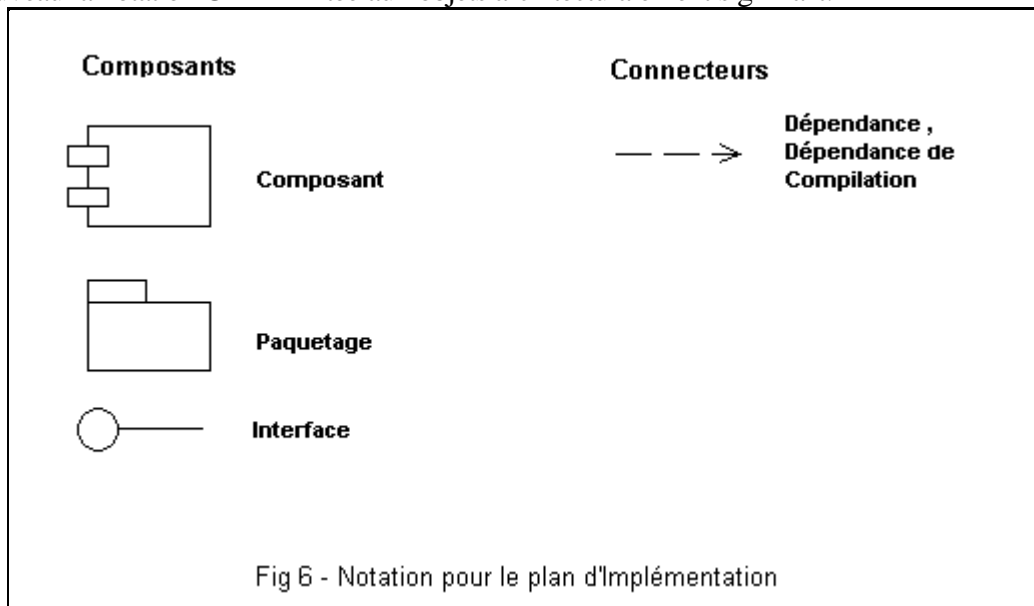 Composants
Connecteurs
Dépendance ,
Dépendance de
Compilation
Composant
Paquetage
Interface
Fig 6 - Notation pour le plan d'Implémentation